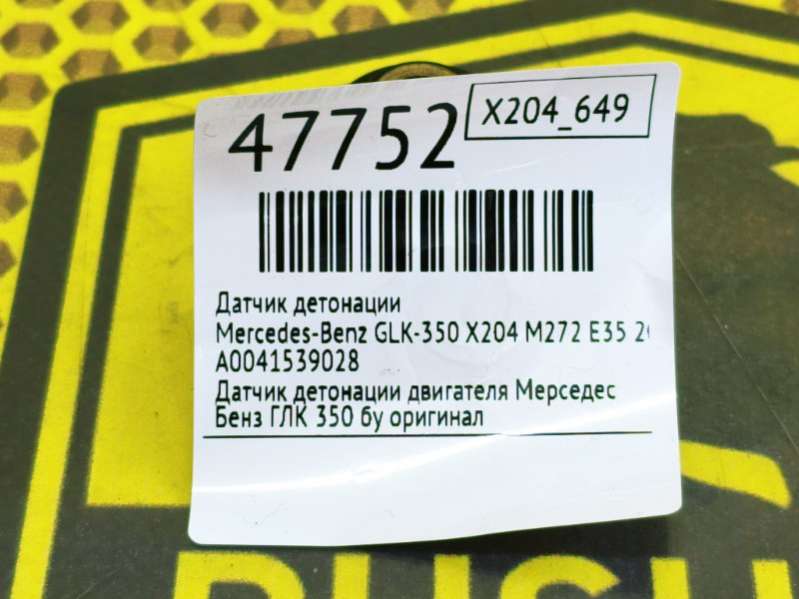 47752
X204_649
Датчик детонации
Mercedes-Benz GLK-350 X204 M272 E35
A0041539028
Датчик детонации двигателя Мерседес
Бенз ГЛК 350 бу оригинал